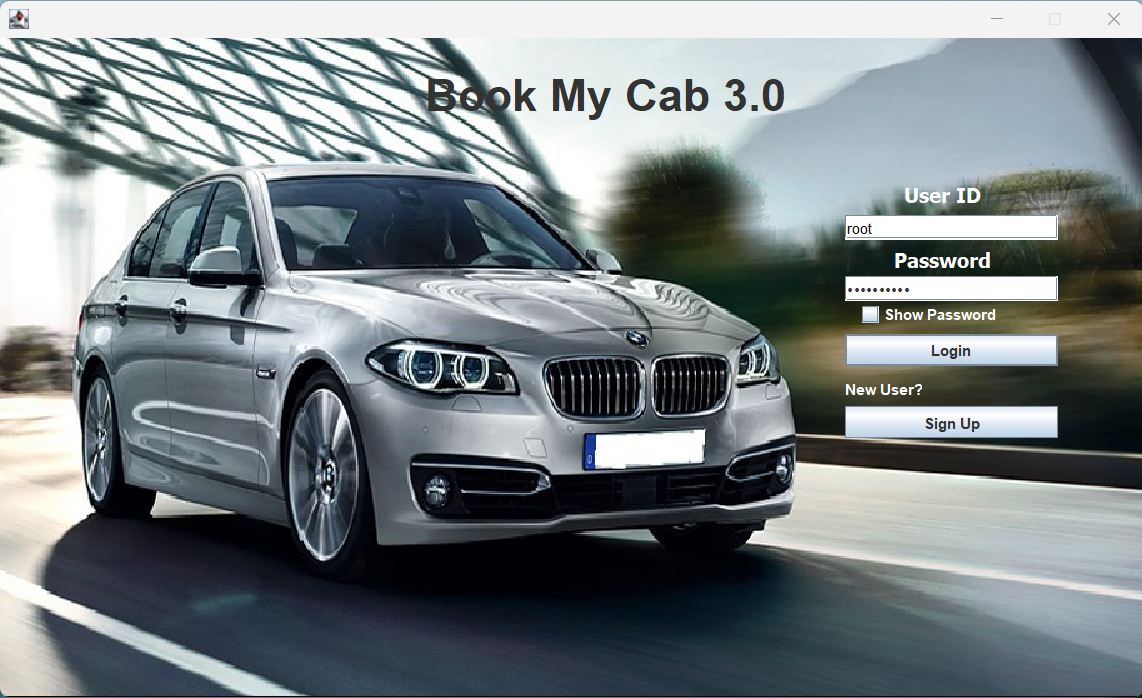 Book My Cab 3.0
User ID
root
Password
••••••••••
Show Password
Login
New User?
Sign Up